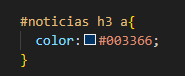 #noticias h3 a{
color:#003366;
}